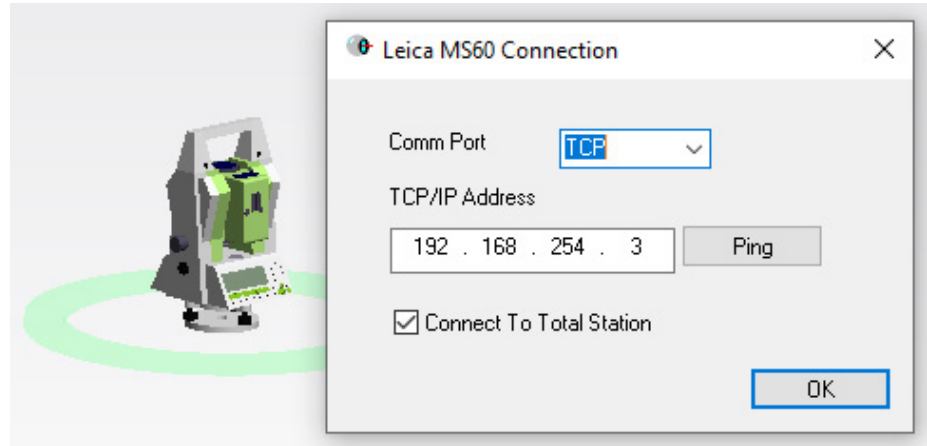 Leica MS60 Connection
Comm Port TCP
TCP/IP Address
192 . 168 . 254 . 3 Ping
Connect To Total Station
OK